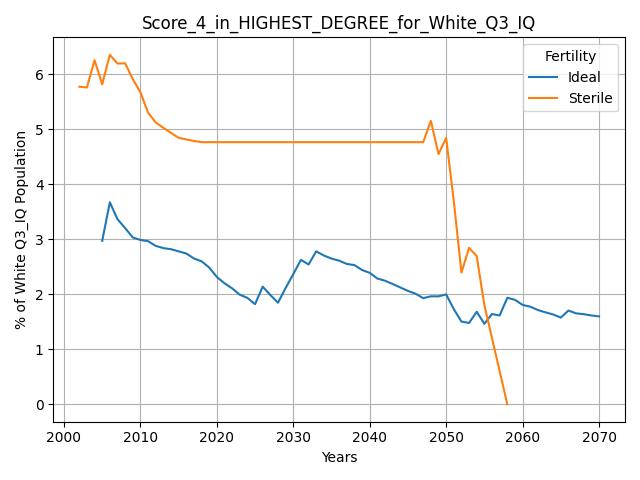 Score_4_in_HIGHEST_DEGREE_for_White_Q3_IQ
Fertility
Ideal
Sterile
% of White Q3_IQ Population
6
5
4
3
2
1
0
2000 2010 2020 2030 2040 2050 2060 2070
Years